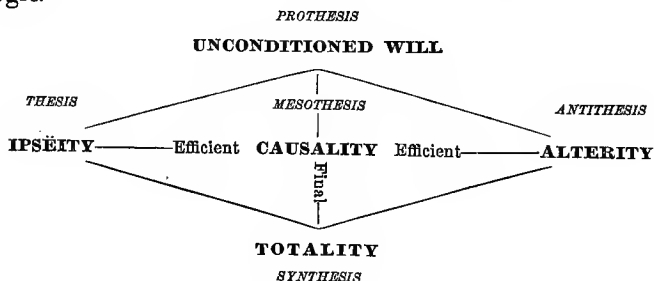 PROTHESIS
UNCONDITIONED WILL
THESIS MESOTHESIS ANTITHESIS
IPSËITY Efficient CAUSALITY Efficient ALTERITY
Final
TOTALITY
SYNTHESIS